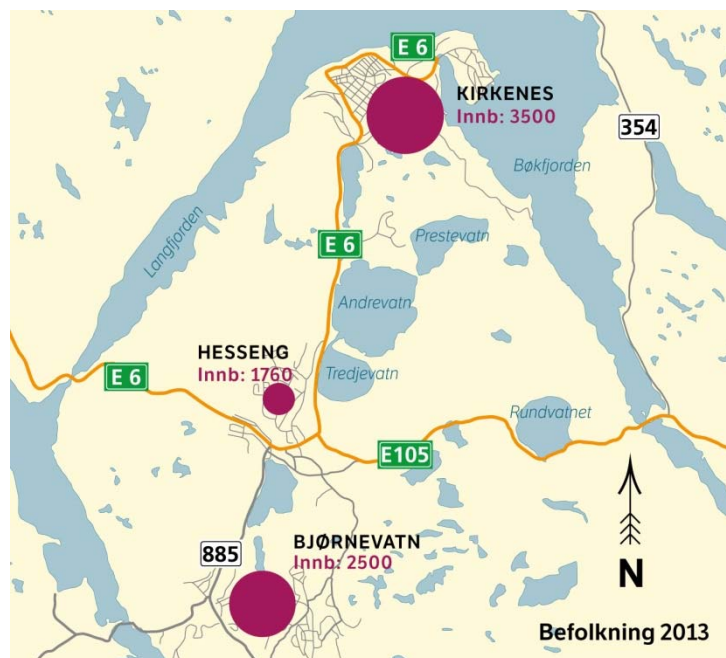 E 6
KIRKENES
Innb: 3500
354
Bøkfjorden
Langfjorden
E 6
Prestevatn
Andrevatn
HESSENG
Innb: 1760
Tredjevatn
E 6
Rundvatnet
E105
BJØRNEVATN
Innb: 2500
885
N
Befolkning 2013